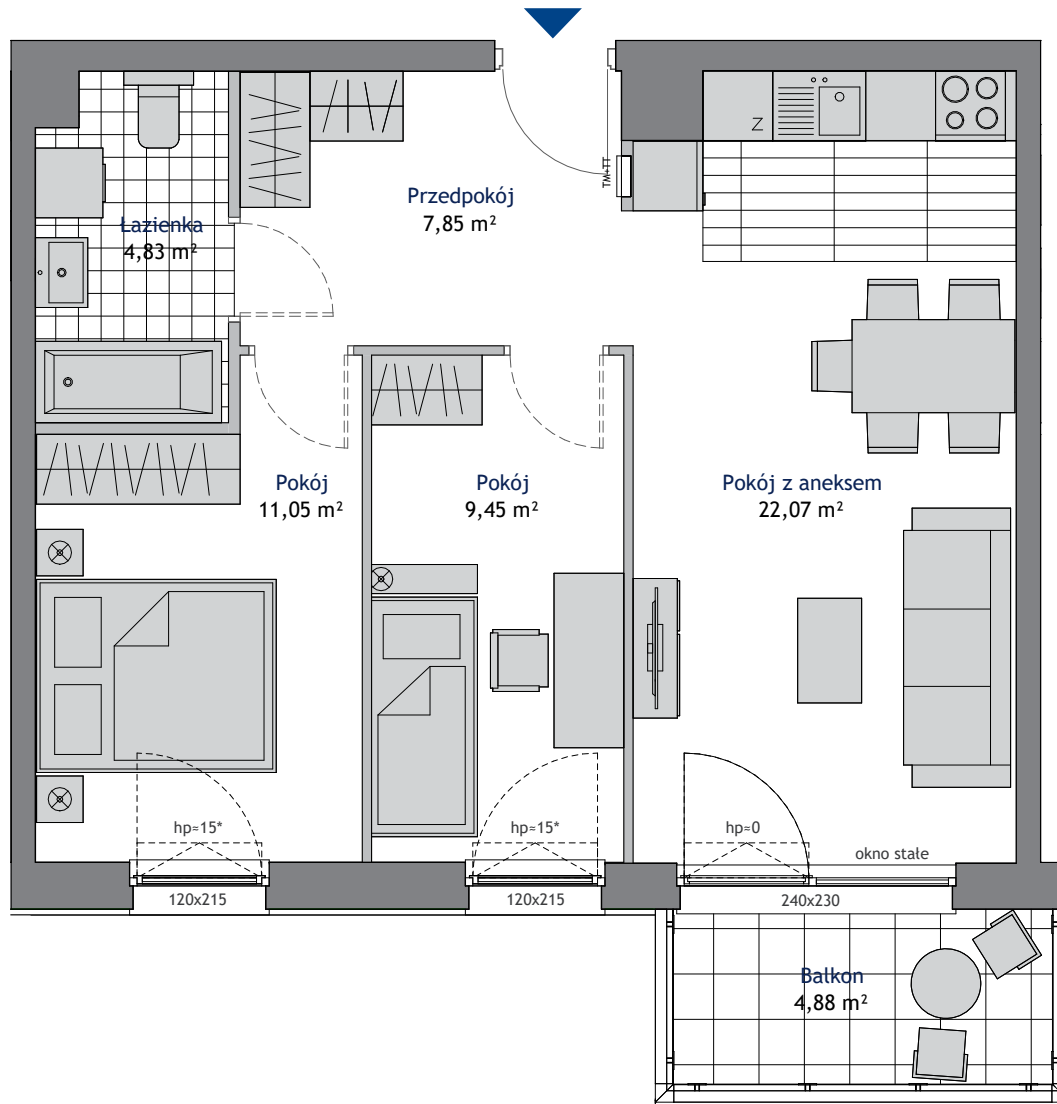 Z
TM+TT
Przedpokój
7,85 m²
Łazienka
4,83 m²
Pokój
11,05 m²
Pokój
9,45 m²
Pokój z aneksem
22,07 m²
hp≈15*
hp≈15*
hp≈0
okno stałe
120x215
120x215
240x230
Balkon
4,88 m²